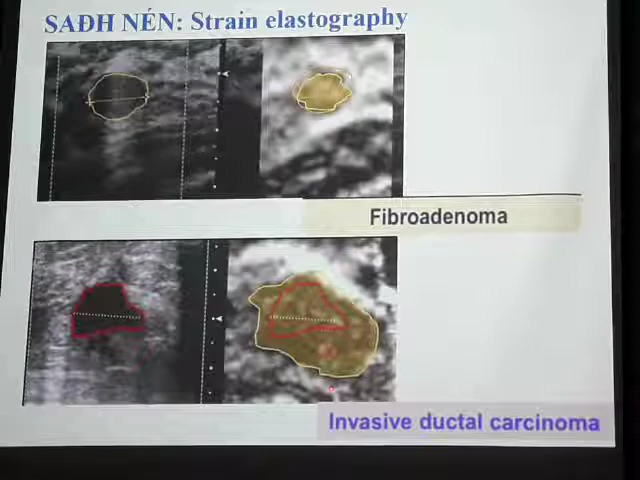 SAĐH NÉN: Strain elastography
Fibroadenoma
Invasive ductal carcinoma